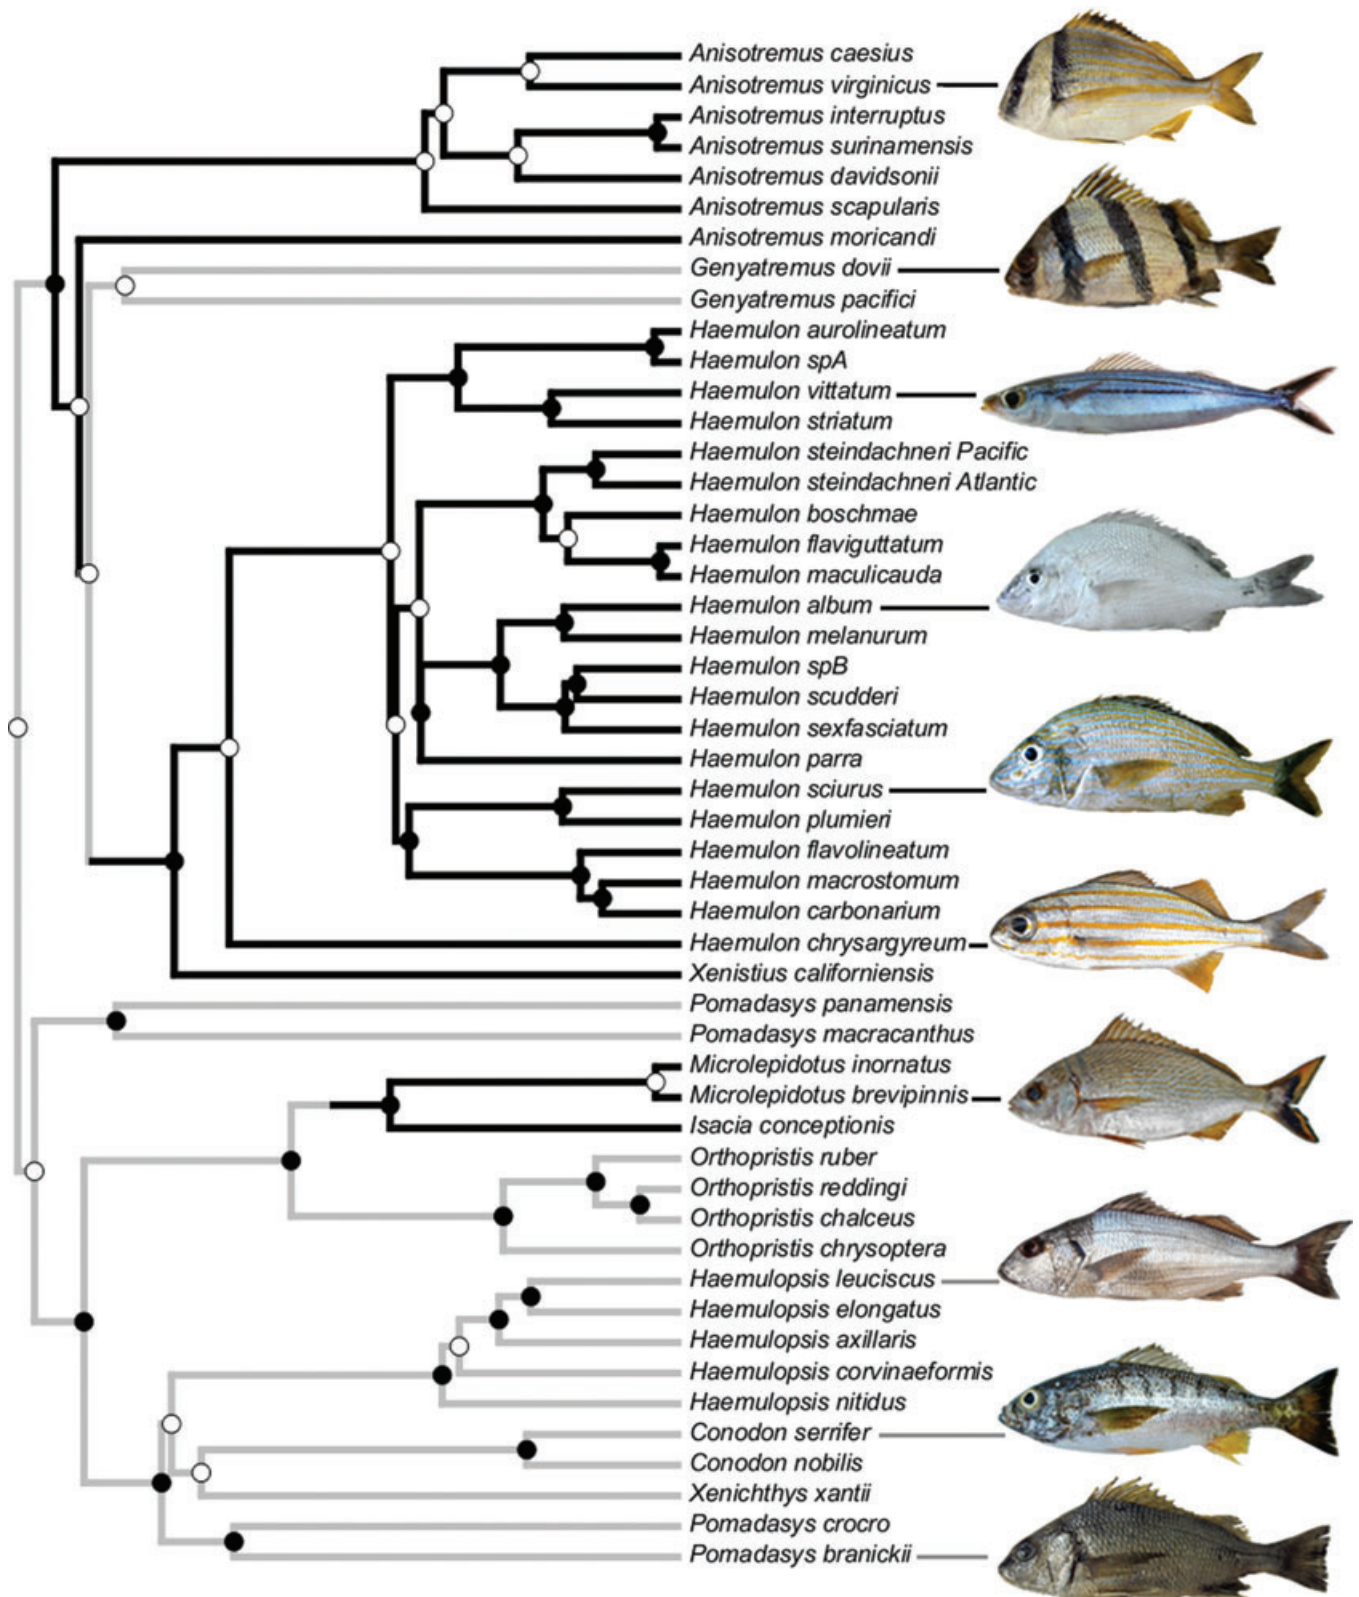 Anisotremus caesius
Anisotremus virginicus
Anisotremus interruptus
Anisotremus surinamensis
Anisotremus davidsonii
Anisotremus scapularis
Anisotremus moricandi
Genyatremus dovii
Genyatremus pacifici
Haemulon aurolineatum
Haemulon spA
Haemulon vittatum
Haemulon striatum
Haemulon steindachneri Pacific
Haemulon steindachneri Atlantic
Haemulon boschmae
Haemulon flaviguttatum
Haemulon maculicauda
Haemulon album
Haemulon melanurum
Haemulon spB
Haemulon scudderi
Haemulon sexfasciatum
Haemulon parra
Haemulon sciurus
Haemulon plumieri
Haemulon flavolineatum
Haemulon macrostomum
Haemulon carbonarium
Haemulon chrysargyreum
Xenistius californiensis
Pomadasys panamensis
Pomadasys macracanthus
Microlepidotus inornatus
Microlepidotus brevipinnis
Isacia conceptionis
Orthopristis ruber
Orthopristis reddingi
Orthopristis chalceus
Orthopristis chrysoptera
Haemulopsis leuciscus
Haemulopsis elongatus
Haemulopsis axillaris
Haemulopsis corvinaeformis
Haemulopsis nitidus
Conodon serrifer
Conodon nobilis
Xenichthys xantii
Pomadasys crocro
Pomadasys branickii